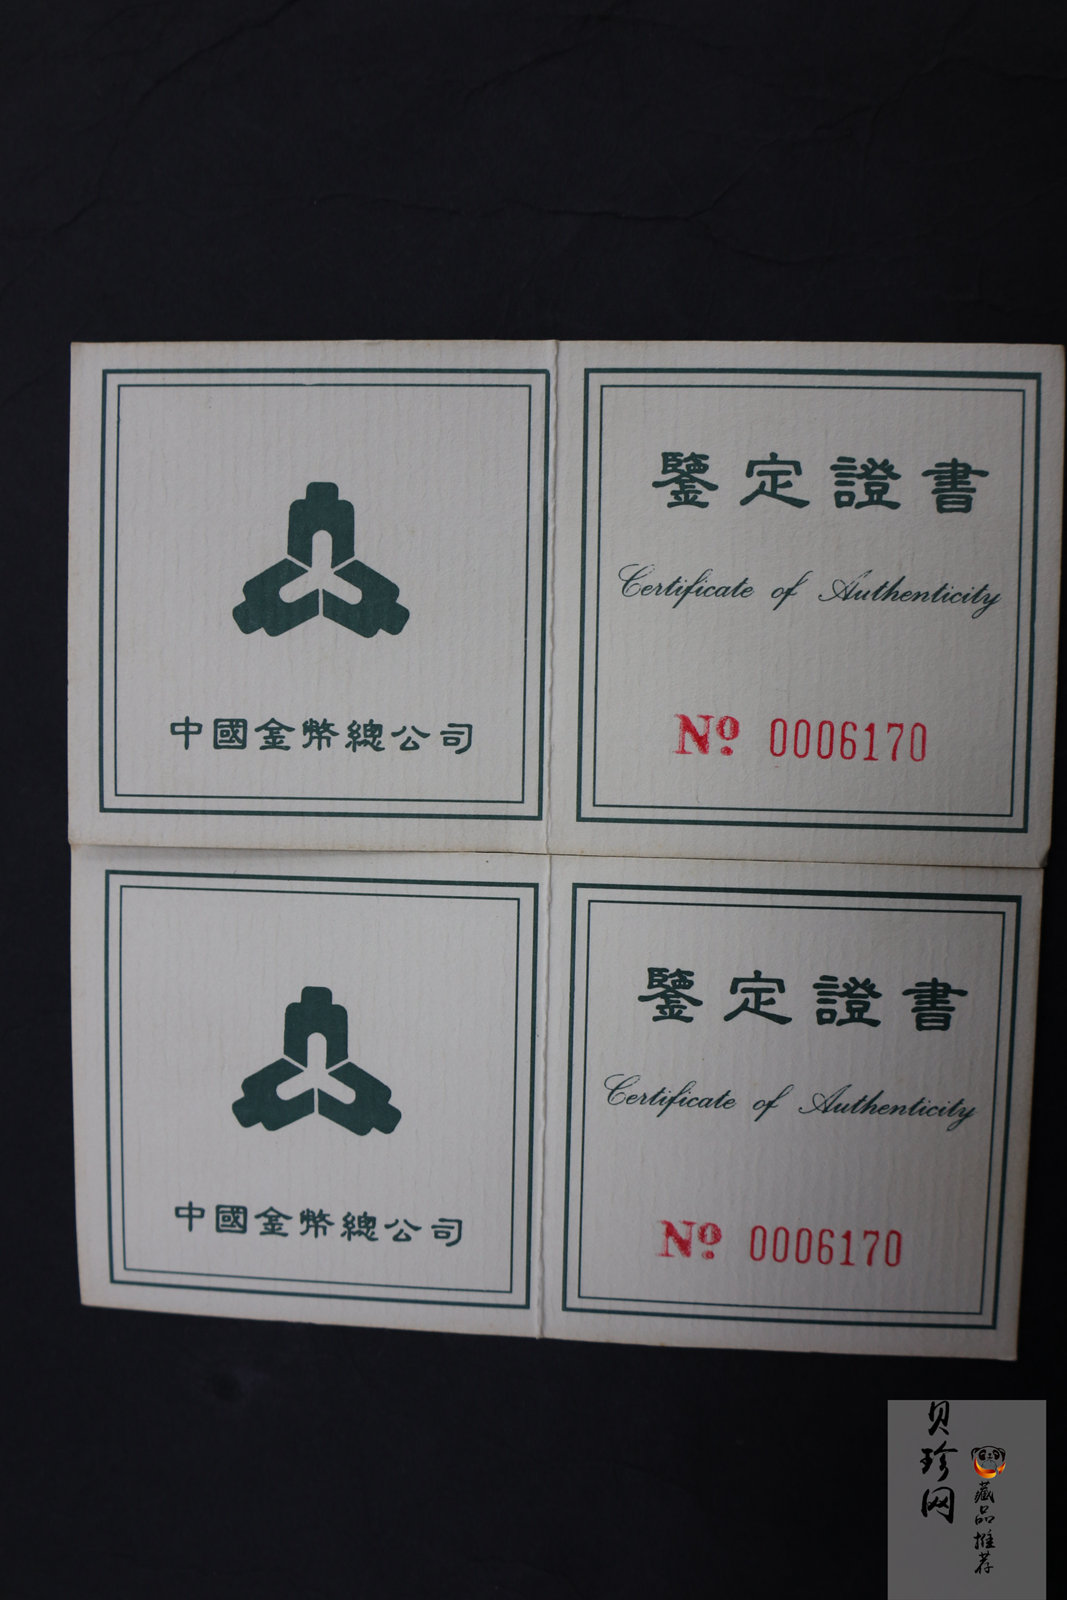 鑒定證書
Certificate of Authenticity
中國金幣總公司
Nº 0006170
鑒定證書
Certificate of Authenticity
中國金幣總公司
Nº 0006170
贝珍网
藏品推荐